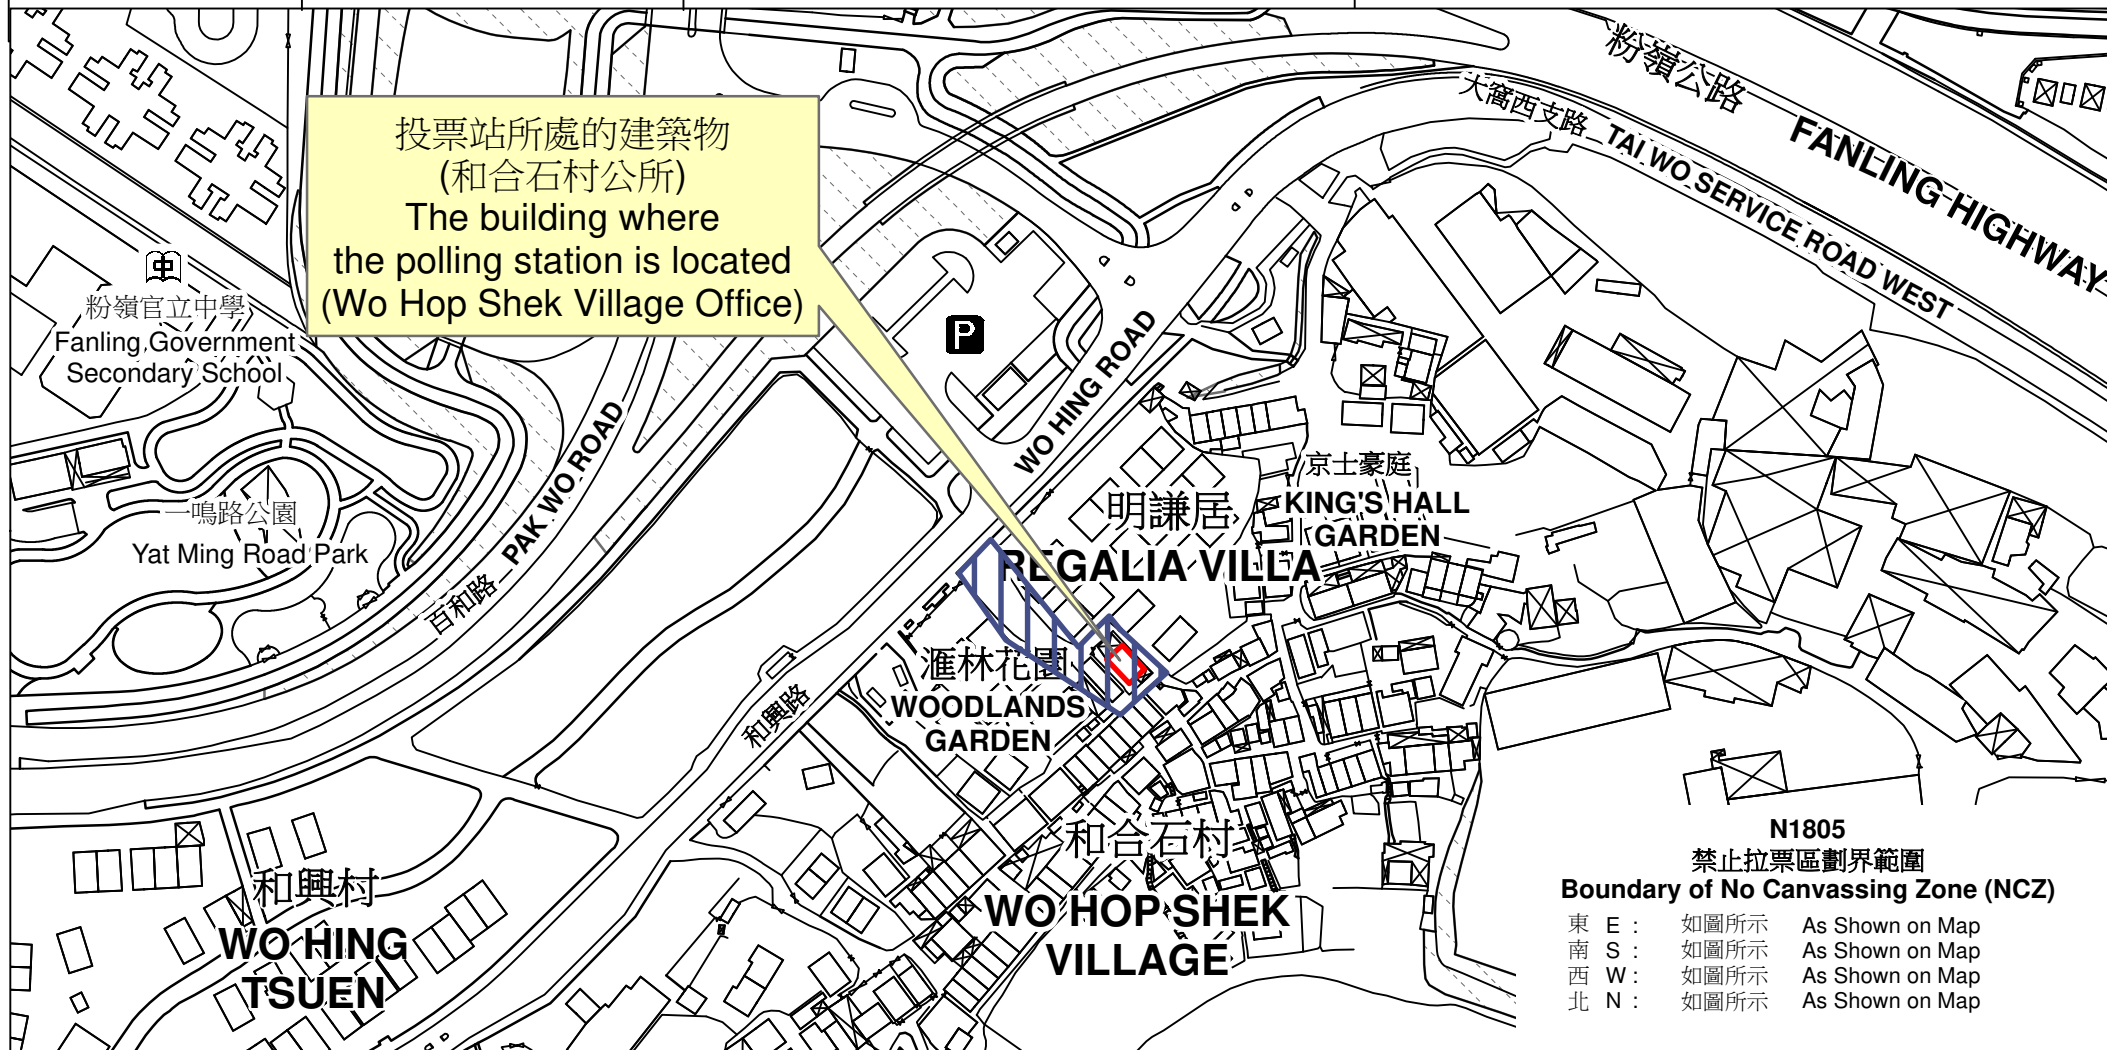 投票站所處的建築物
(和合石村公所)
The building where
the polling station is located
(Wo Hop Shek Village Office)
粉嶺公路
FANLING HIGHWAY
大窩西支路
TAI WO SERVICE ROAD WEST
粉嶺官立中學
Fanling Government
Secondary School
P
WO HING ROAD
PAK WO ROAD
百和路
一鳴路公園
Yat Ming Road Park
京士豪庭
KING'S HALL
GARDEN
明謙居
REGALIA VILLA
滙林花園
WOODLANDS
GARDEN
和興路
和合石村
WO HOP SHEK
VILLAGE
和興村
WO HING
TSUEN
N1805
禁止拉票區劃界範圍
Boundary of No Canvassing Zone (NCZ)
東 E : 如圖所示 As Shown on Map
南 S : 如圖所示 As Shown on Map
西 W : 如圖所示 As Shown on Map
北 N : 如圖所示 As Shown on Map